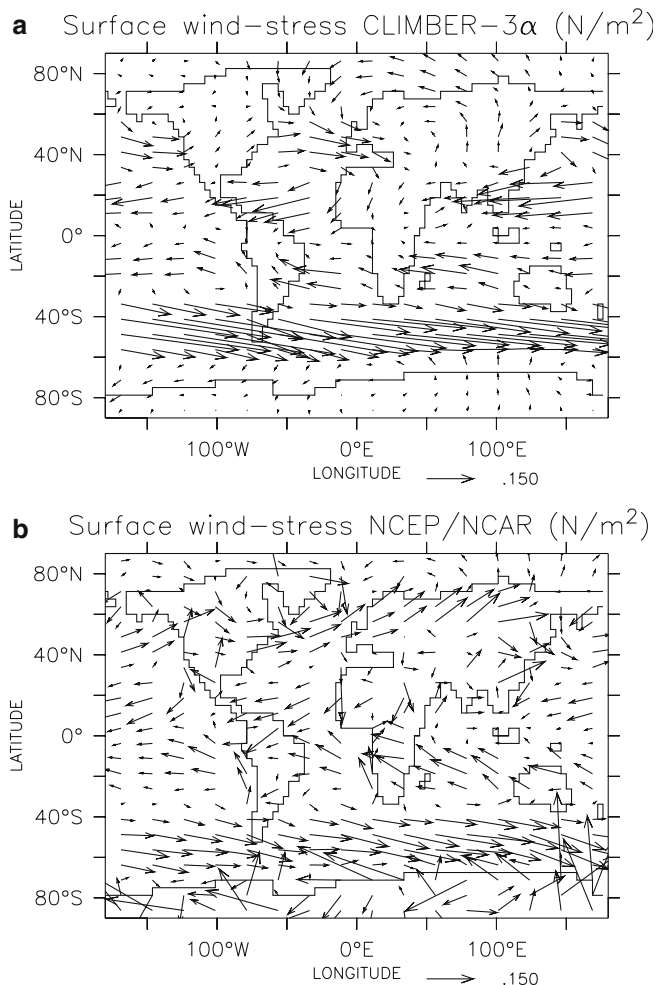 a Surface wind-stress CLIMBER-3α (N/m²)
80°N
40°N
0°
40°S
80°S
LATITUDE
100°W 0°E 100°E
LONGITUDE .150
b Surface wind-stress NCEP/NCAR (N/m²)
80°N
40°N
0°
40°S
80°S
LATITUDE
100°W 0°E 100°E
LONGITUDE .150